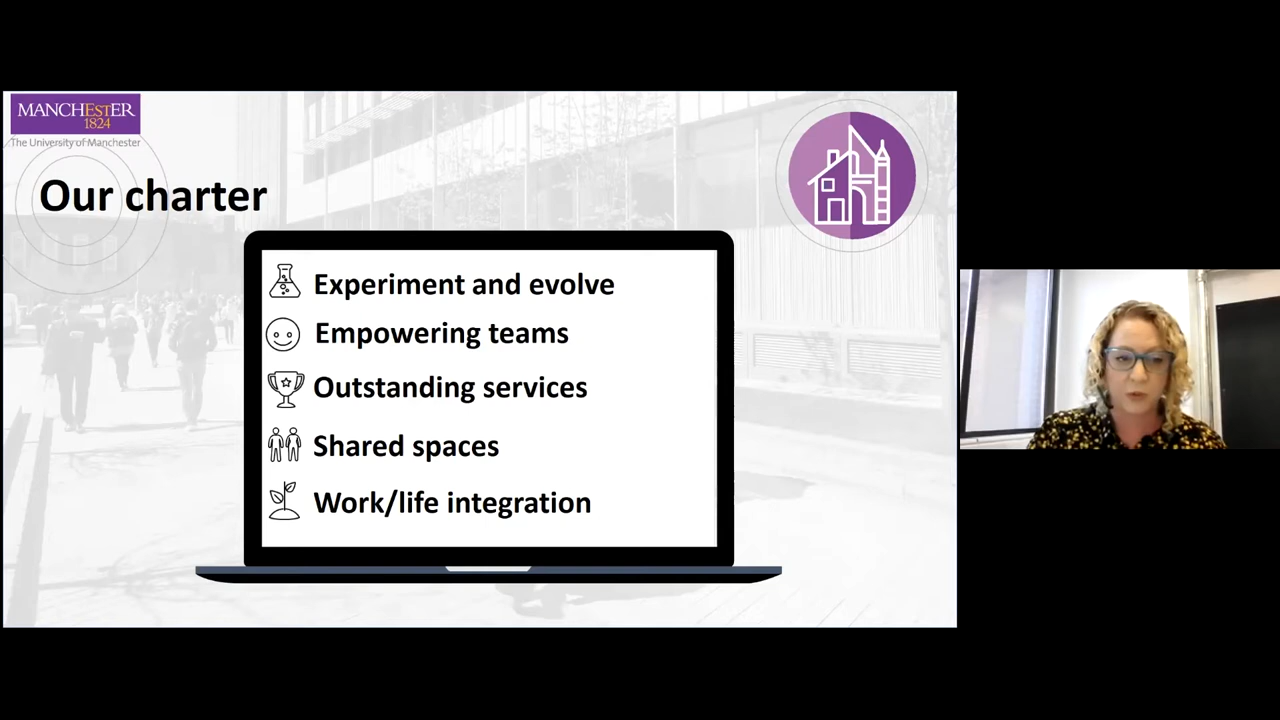 MANCHESTER
1824
The University of Manchester
Our charter
Experiment and evolve
Empowering teams
Outstanding services
Shared spaces
Work/life integration